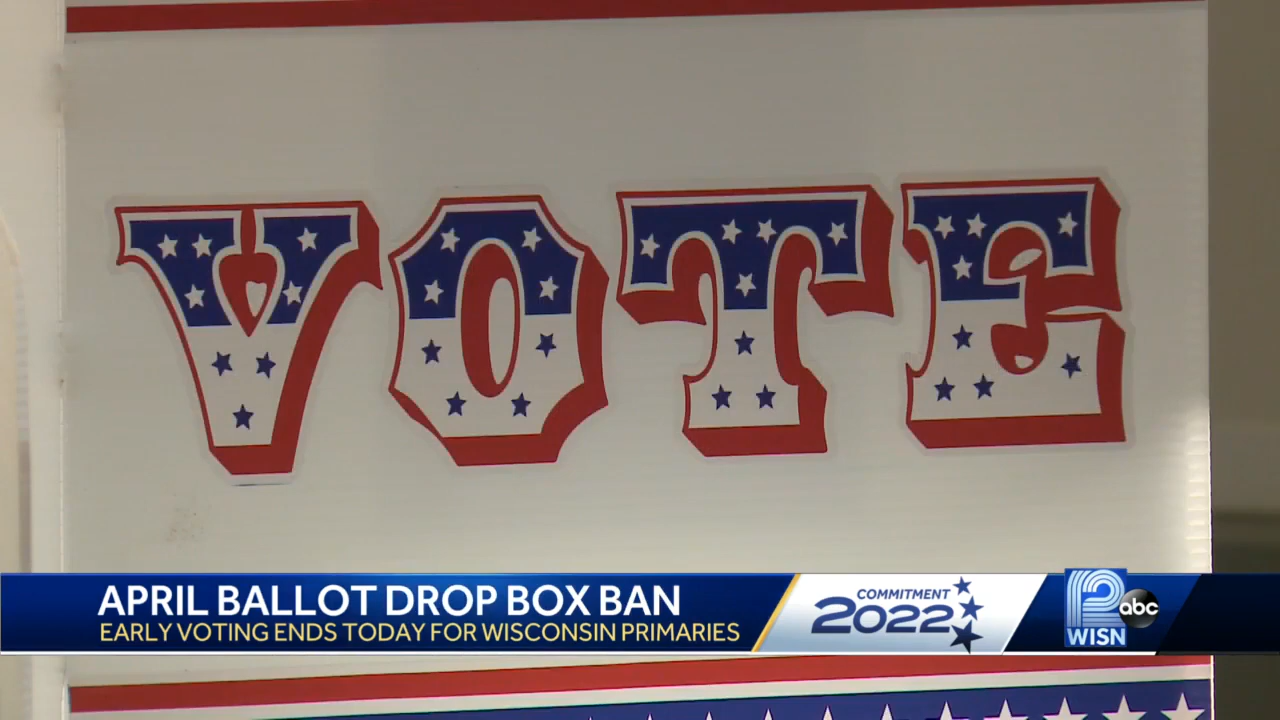 VOTE
APRIL BALLOT DROP BOX BAN
EARLY VOTING ENDS TODAY FOR WISCONSIN PRIMARIES
COMMITMENT
2022
12
abc
WISN